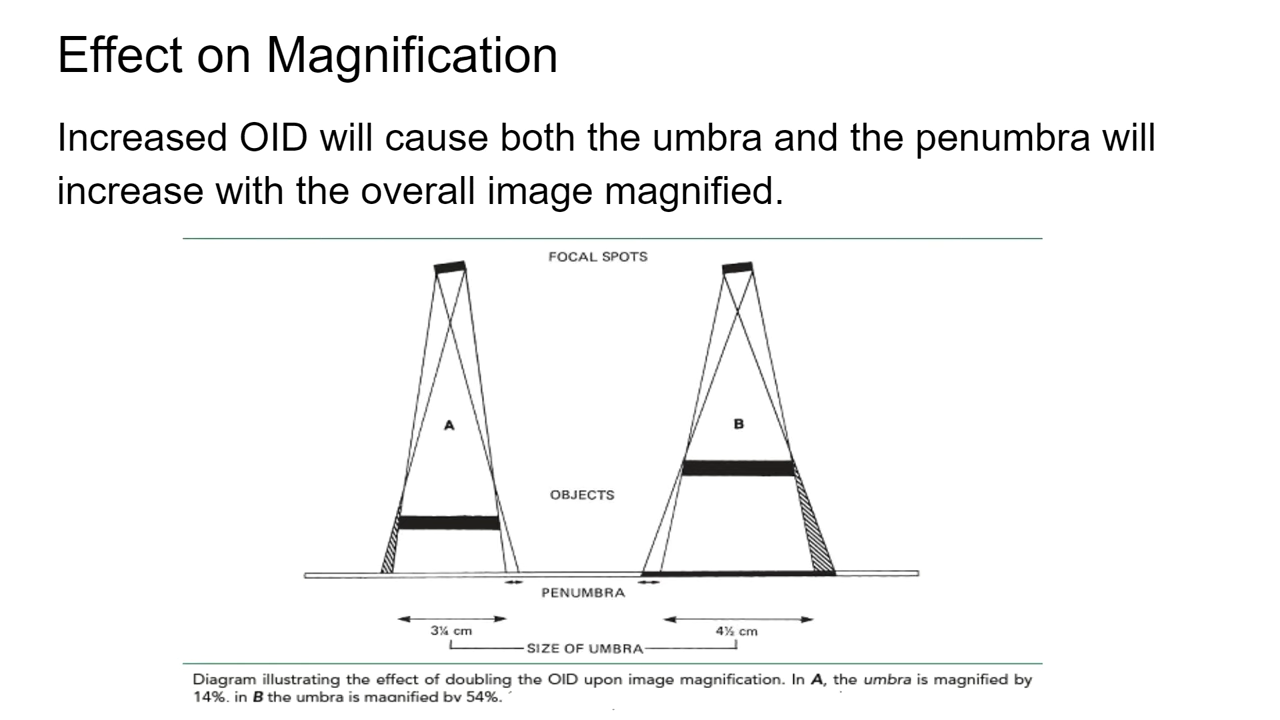 Effect on Magnification
Increased OID will cause both the umbra and the penumbra will
increase with the overall image magnified.
FOCAL SPOTS
A
B
OBJECTS
PENUMBRA
3¼ cm
4½ cm
SIZE OF UMBRA
Diagram illustrating the effect of doubling the OID upon image magnification. In A, the umbra is magnified by
14%. in B the umbra is magnified by 54%.